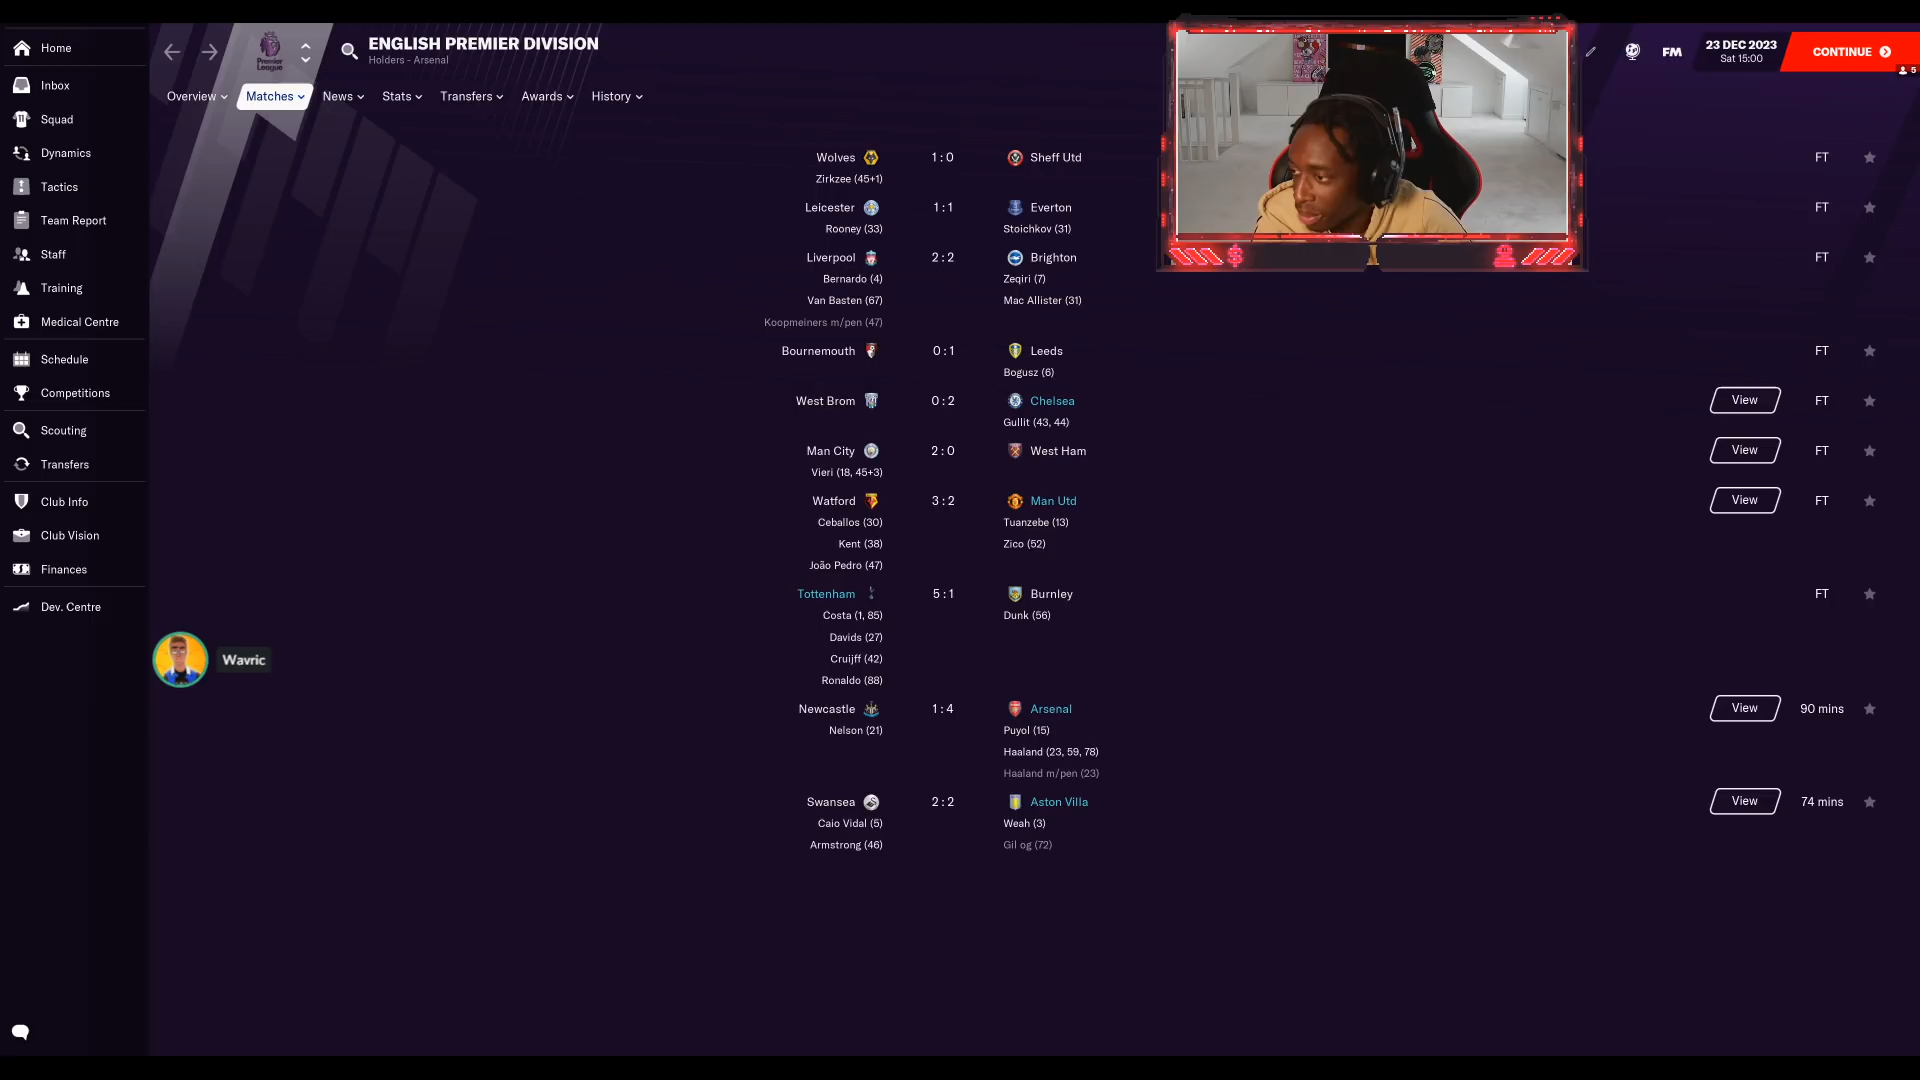 Home
Inbox
Squad
Dynamics
Tactics
Team Report
Staff
Training
Medical Centre
Schedule
Competitions
Scouting
Transfers
Club Info
Club Vision
Finances
Dev. Centre
Premier League
ENGLISH PREMIER DIVISION
Holders - Arsenal
FM
23 DEC 2023
Sat 15:00
CONTINUE
5
Overview Matches News Stats Transfers Awards History
Wolves 1 : 0 Sheff Utd FT
Zirkzee (45+1)
Leicester 1 : 1 Everton FT
Rooney (33) Stoichkov (31)
Liverpool 2 : 2 Brighton FT
Bernardo (4) Zeqiri (7)
Van Basten (67) Mac Allister (31)
Koopmeiners m/pen (47)
Bournemouth 0 : 1 Leeds FT
Bogusz (6)
West Brom 0 : 2 Chelsea View FT
Gullit (43, 44)
Man City 2 : 0 West Ham View FT
Vieri (18, 45+3)
Watford 3 : 2 Man Utd View FT
Ceballos (30) Tuanzebe (13)
Kent (38) Zico (52)
João Pedro (47)
Tottenham 5 : 1 Burnley FT
Costa (1, 85) Dunk (56)
Davids (27)
Cruijff (42)
Ronaldo (88)
Wavric
Newcastle 1 : 4 Arsenal View 90 mins
Nelson (21) Puyol (15)
Haaland (23, 59, 78)
Haaland m/pen (23)
Swansea 2 : 2 Aston Villa View 74 mins
Caio Vidal (5) Weah (3)
Armstrong (46) Gil og (72)